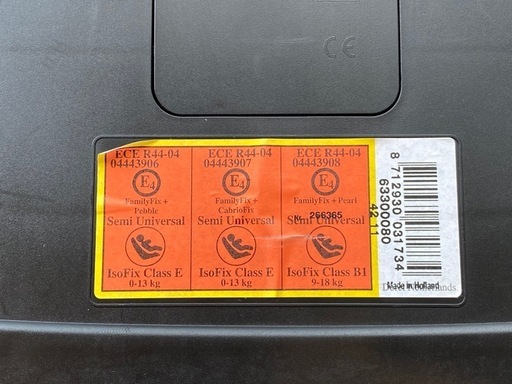 CE
ECE R44-04
04443906
E4
FamilyFix +
Pebble
Semi Universal
IsoFix Class E
0-13 kg
ECE R44-04
04443907
E4
FamilyFix +
CabrioFix
Semi Universal
IsoFix Class E
0-13 kg
ECE R44-04
04443908
E4
FamilyFix + Pearl
Universal
266365
IsoFix Class B1
9-18 kg
8 712930 031734
63300080
42 11
Made in Holland